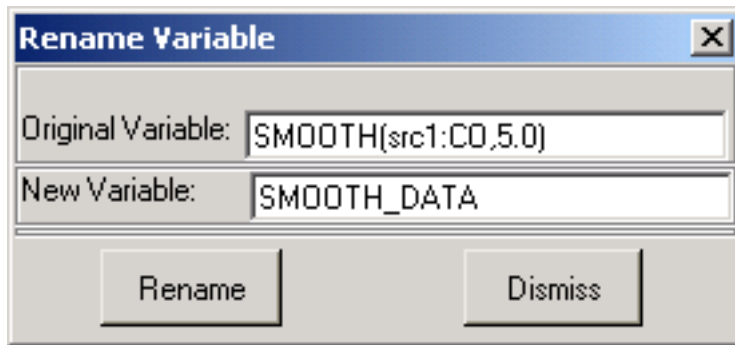 Rename Variable
Original Variable: SMOOTH(src1:CO,5.0)
New Variable: SMOOTH_DATA
Rename Dismiss